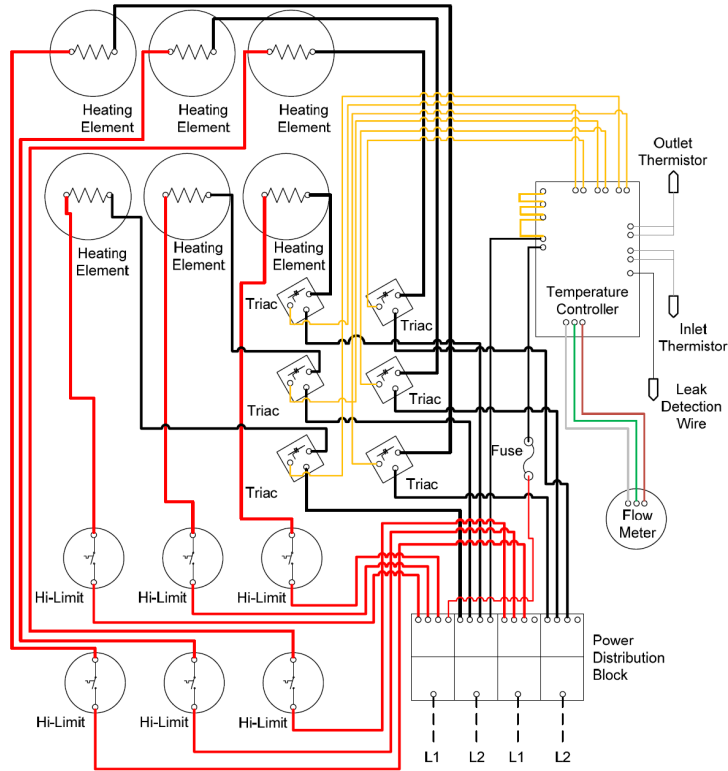 Heating
Element
Heating
Element
Heating
Element
Outlet
Thermistor
Heating
Element
Heating
Element
Heating
Element
Triac
Triac
Temperature
Controller
Inlet
Thermistor
Triac
Triac
Leak
Detection
Wire
Fuse
Triac
Triac
Flow
Meter
Hi-Limit
Hi-Limit
Hi-Limit
Power
Distribution
Block
Hi-Limit
Hi-Limit
Hi-Limit
L1
L2
L1
L2